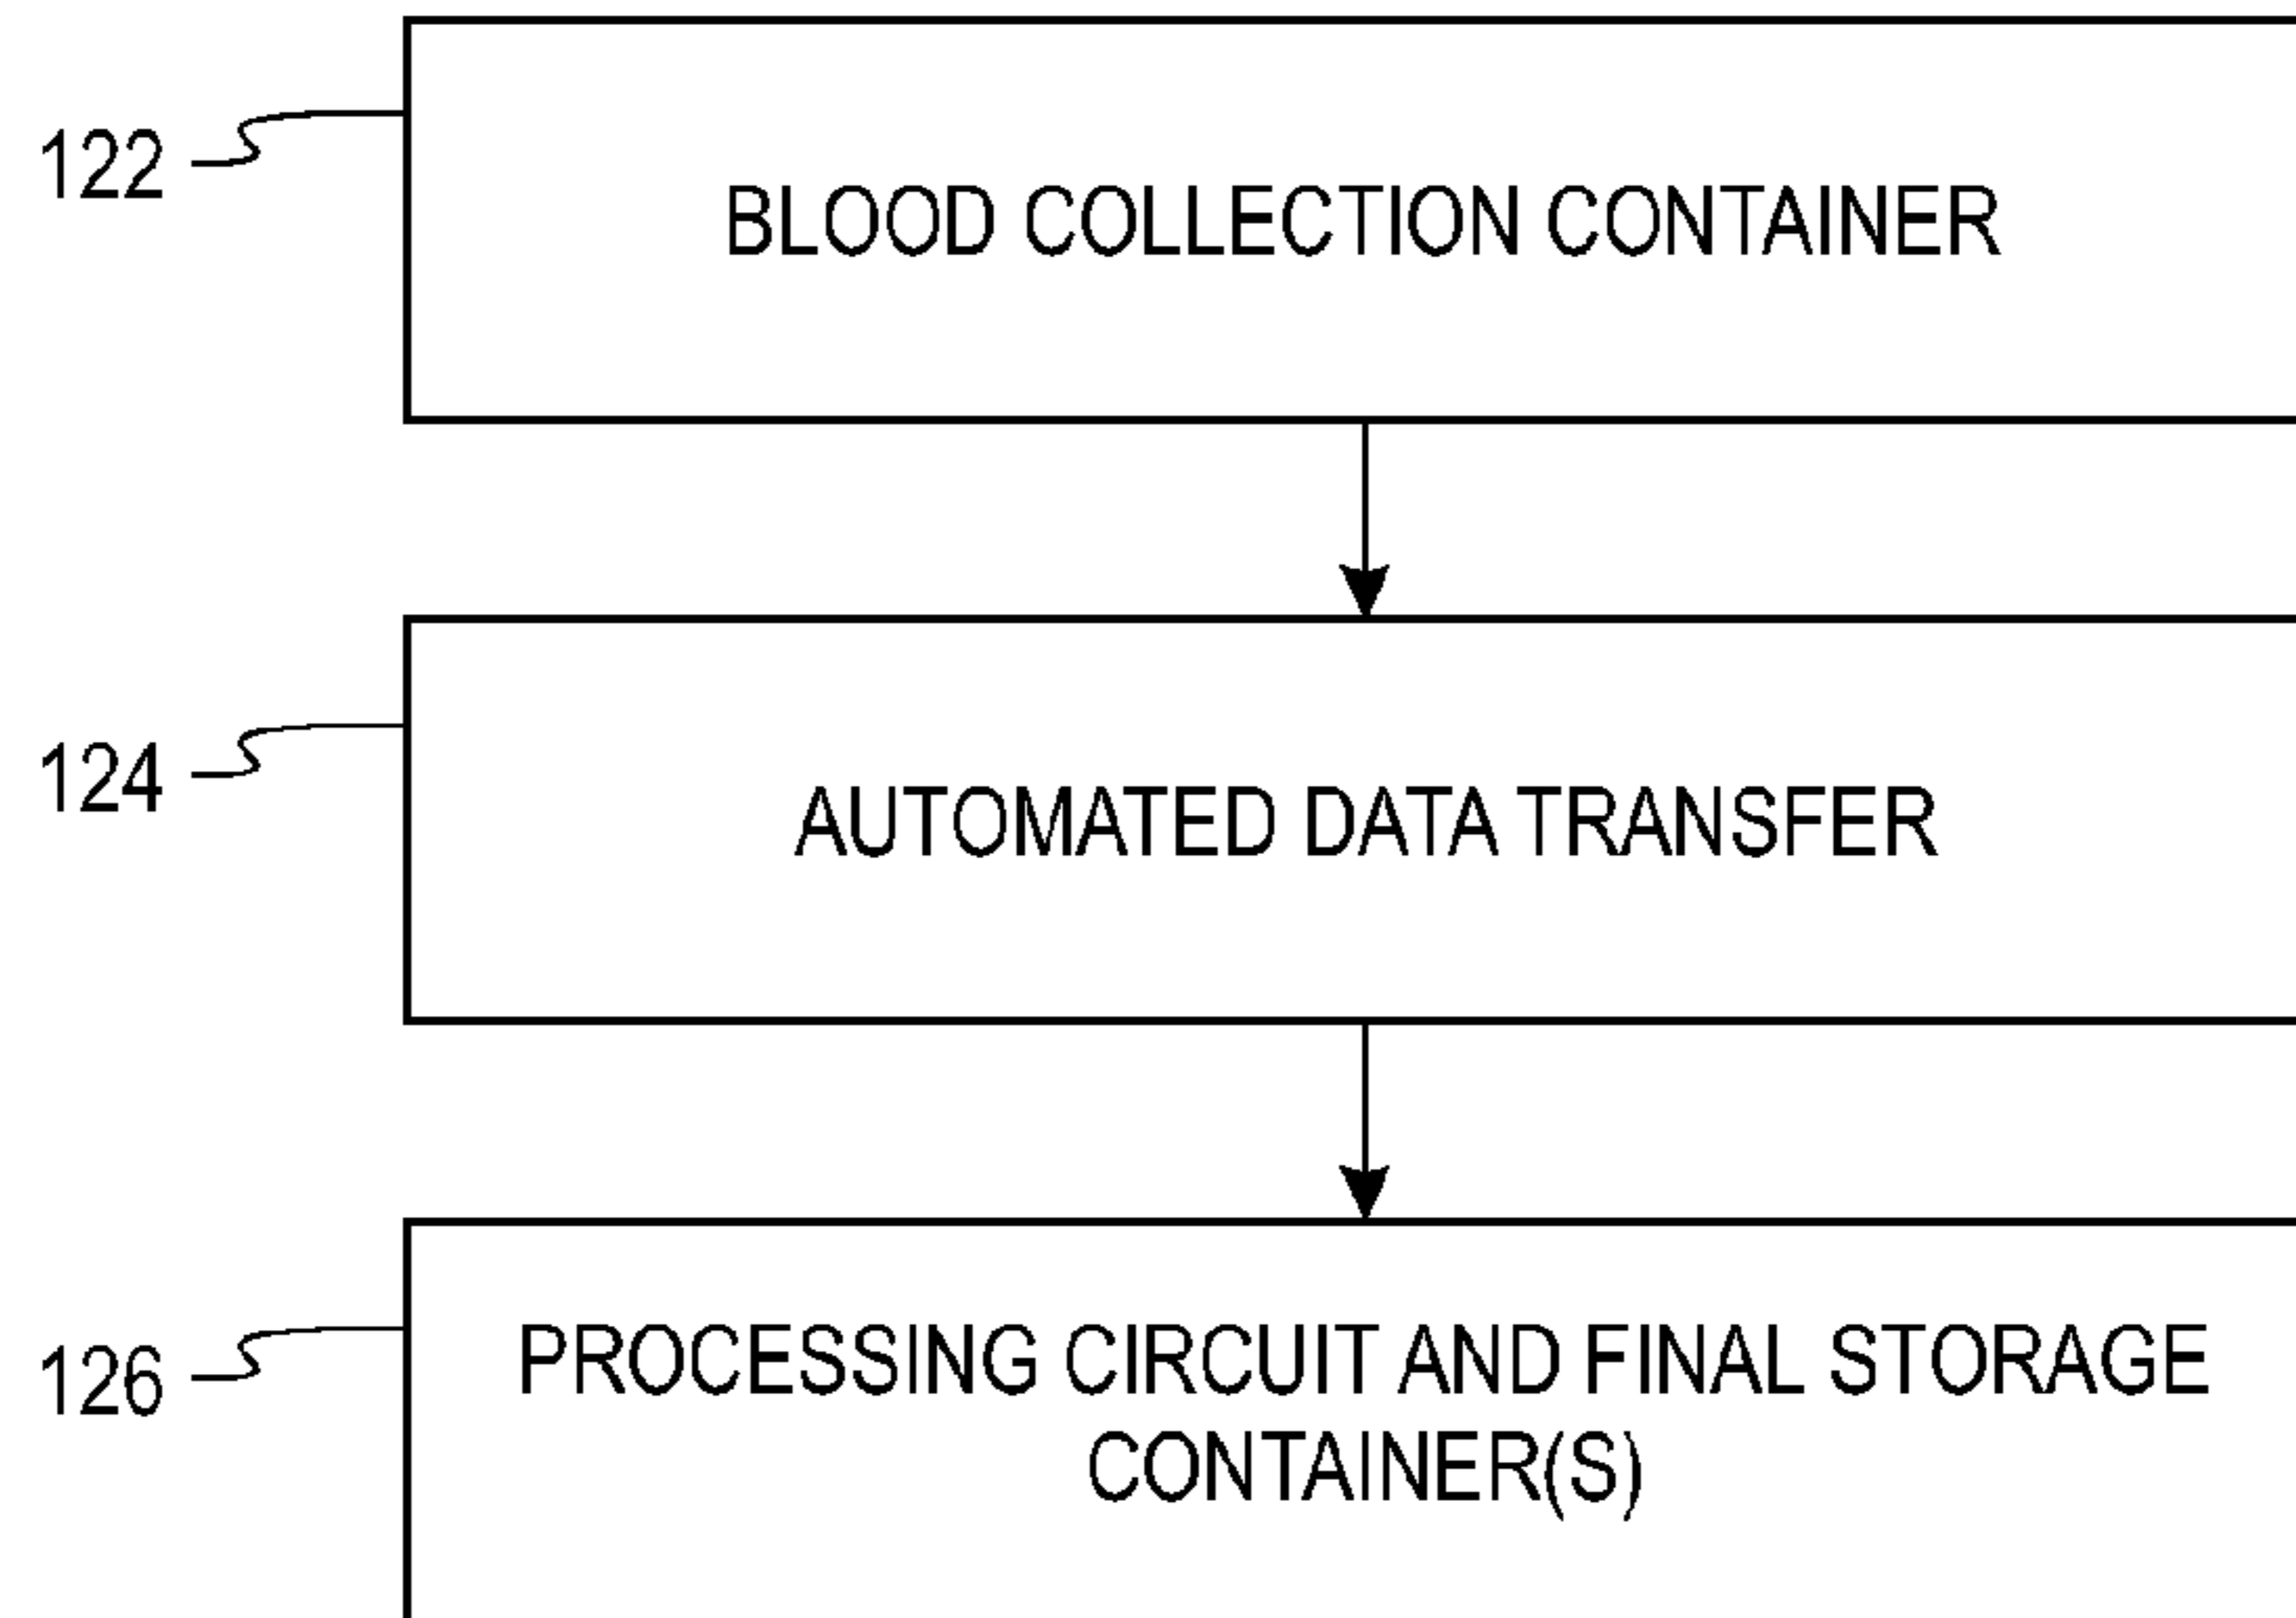 122
BLOOD COLLECTION CONTAINER
124
AUTOMATED DATA TRANSFER
126
PROCESSING CIRCUIT AND FINAL STORAGE
CONTAINER(S)